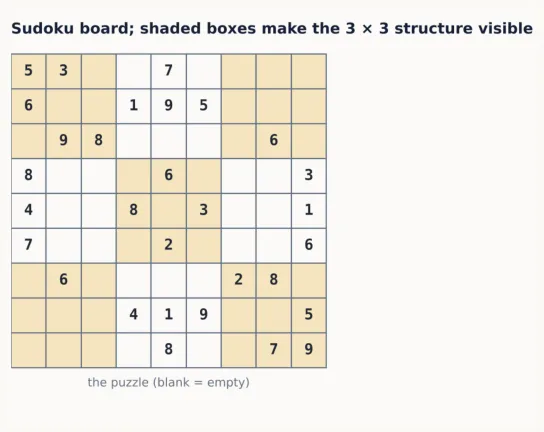 Sudoku board; shaded boxes make the 3 × 3 structure visible
5 3 7
6 1 9 5
9 8 6
8 6 3
4 8 3 1
7 2 6
6 2 8
4 1 9 5
8 7 9
the puzzle (blank = empty)